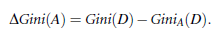 ΔGini(A) = Gini(D) − Gini_A(D).